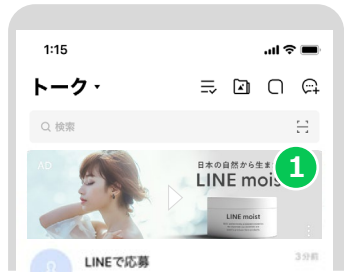 1:15
トーク
検索
AD
日本の自然から生ま
LINE mois
1
LINE moist
LINEで応募
3分前